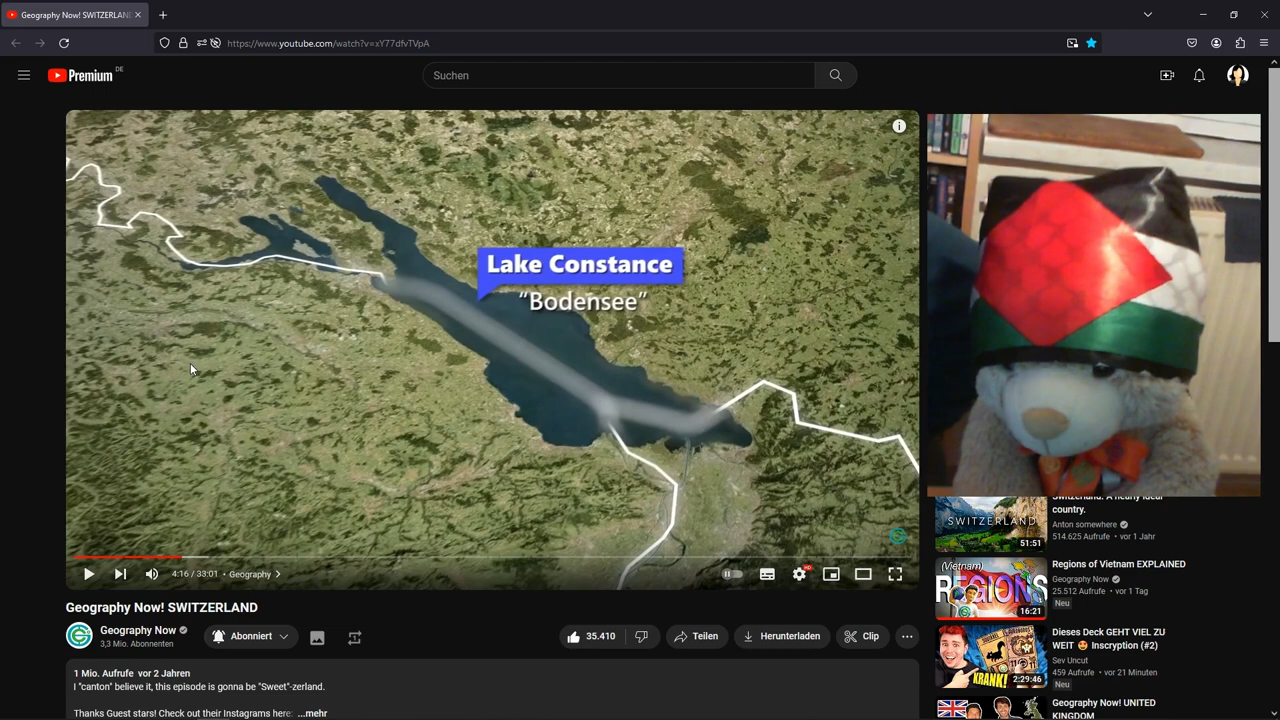 Geography Now! SWITZERLAND
https://www.youtube.com/watch?v=xY77dfvTVpA
Premium DE
Suchen
Lake Constance
“Bodensee”
4:16 / 33:01 • Geography
HD
Geography Now! SWITZERLAND
Geography Now
3,3 Mio. Abonnenten
Abonniert
35.410
Teilen
Herunterladen
Clip
1 Mio. Aufrufe vor 2 Jahren
I "canton" believe it, this episode is gonna be "Sweet"-zerland.
Thanks Guest stars! Check out their Instagrams here: ...mehr
SWITZERLAND
51:51
Switzerland: A nearly ideal
country.
Anton somewhere
514.625 Aufrufe • vor 1 Jahr
(Vietnam)
REGIONS
16:21
Regions of Vietnam EXPLAINED
Geography Now
25.512 Aufrufe • vor 1 Tag
Neu
KRANK!
2:29:46
Dieses Deck GEHT VIEL ZU
WEIT 🤩 Inscryption (#2)
Sev Uncut
459 Aufrufe • vor 21 Minuten
Neu
Geography Now! UNITED
KINGDOM